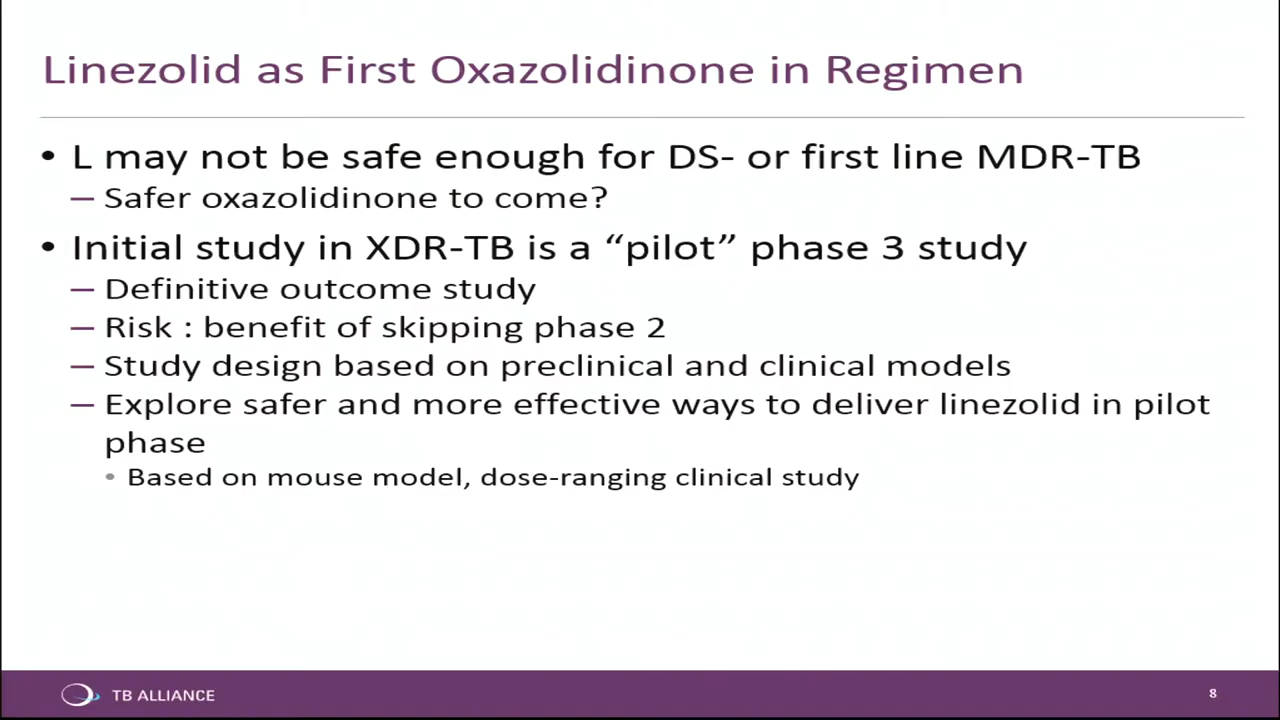 Linezolid as First Oxazolidinone in Regimen
• L may not be safe enough for DS- or first line MDR-TB
– Safer oxazolidinone to come?
• Initial study in XDR-TB is a “pilot” phase 3 study
– Definitive outcome study
– Risk : benefit of skipping phase 2
– Study design based on preclinical and clinical models
– Explore safer and more effective ways to deliver linezolid in pilot
phase
• Based on mouse model, dose-ranging clinical study
TB ALLIANCE
8